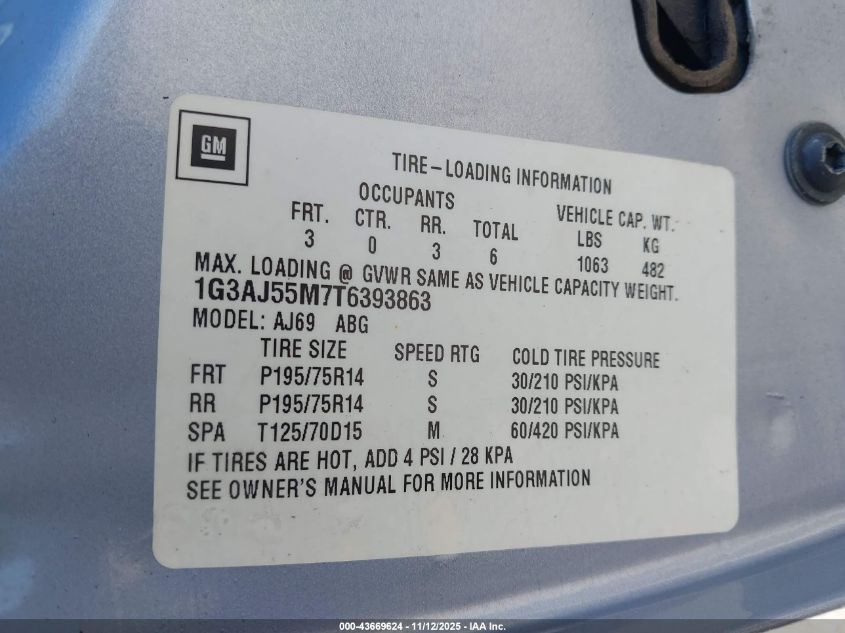 GM
TIRE-LOADING INFORMATION
OCCUPANTS VEHICLE CAP. WT.
FRT. CTR. RR. TOTAL LBS KG
3 0 3 6 1063 482
MAX. LOADING @ GVWR SAME AS VEHICLE CAPACITY WEIGHT.
1G3AJ55M7T6393863
MODEL: AJ69 ABG
TIRE SIZE SPEED RTG COLD TIRE PRESSURE
FRT P195/75R14 S 30/210 PSI/KPA
RR P195/75R14 S 30/210 PSI/KPA
SPA T125/70D15 M 60/420 PSI/KPA
IF TIRES ARE HOT, ADD 4 PSI / 28 KPA
SEE OWNER'S MANUAL FOR MORE INFORMATION
000-43669624 - 11/12/2025 - IAA Inc.